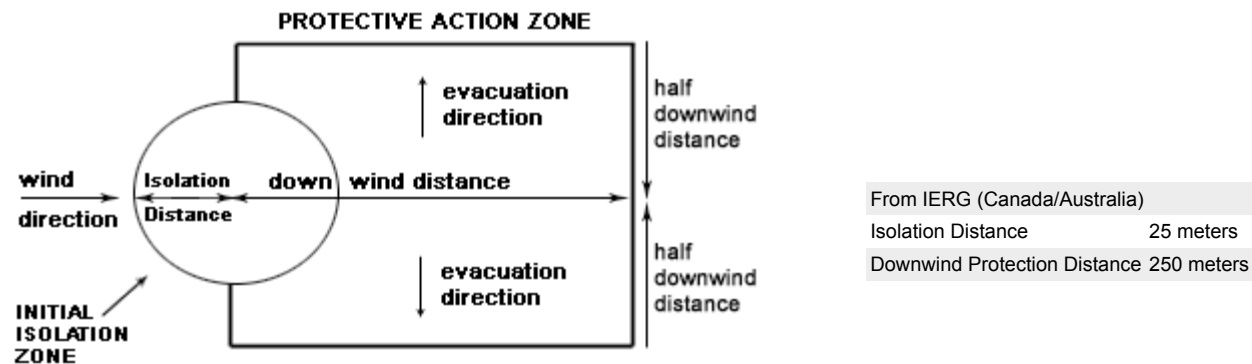 PROTECTIVE ACTION ZONE
evacuation
direction
half
downwind
distance
wind
direction
Isolation
Distance
down wind distance
evacuation
direction
half
downwind
distance
INITIAL
ISOLATION
ZONE
From IERG (Canada/Australia)
Isolation Distance 25 meters
Downwind Protection Distance 250 meters